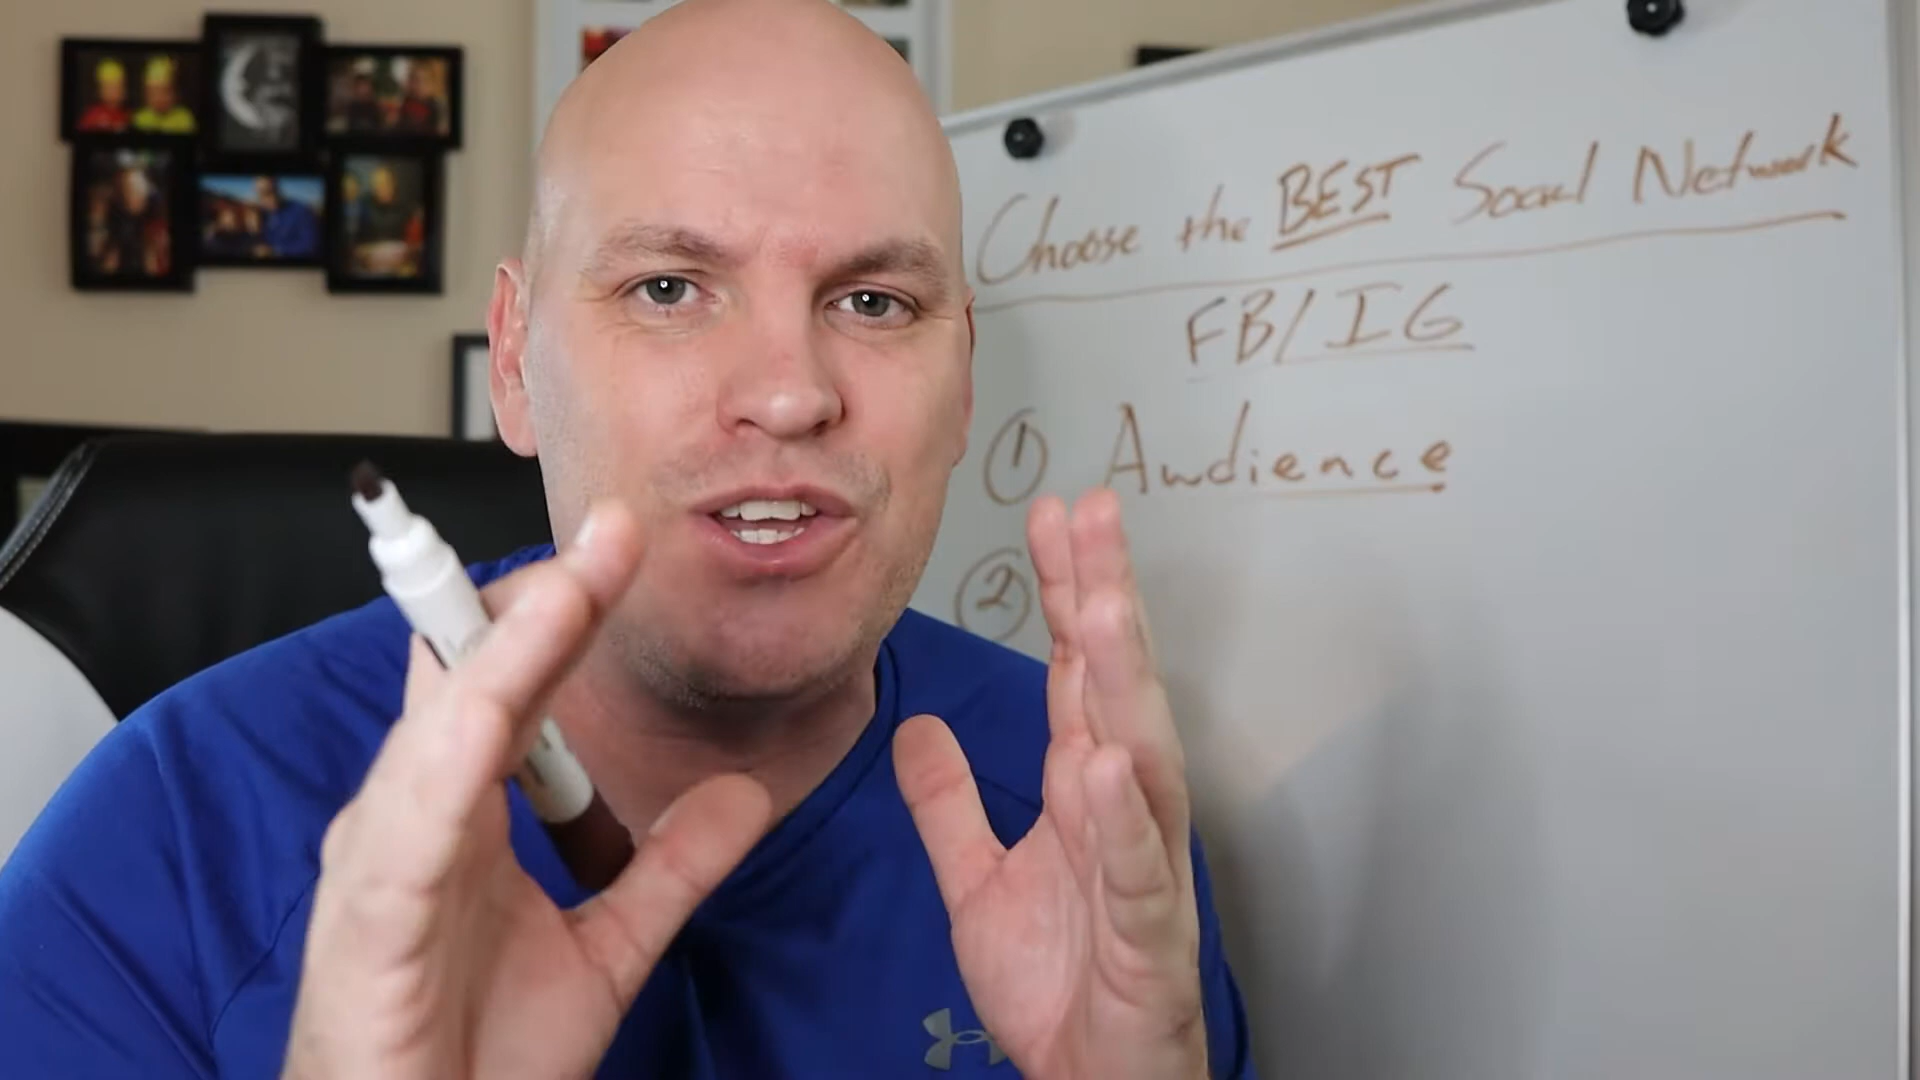 Choose the BEST Social Network
FB/IG
① Audience
②